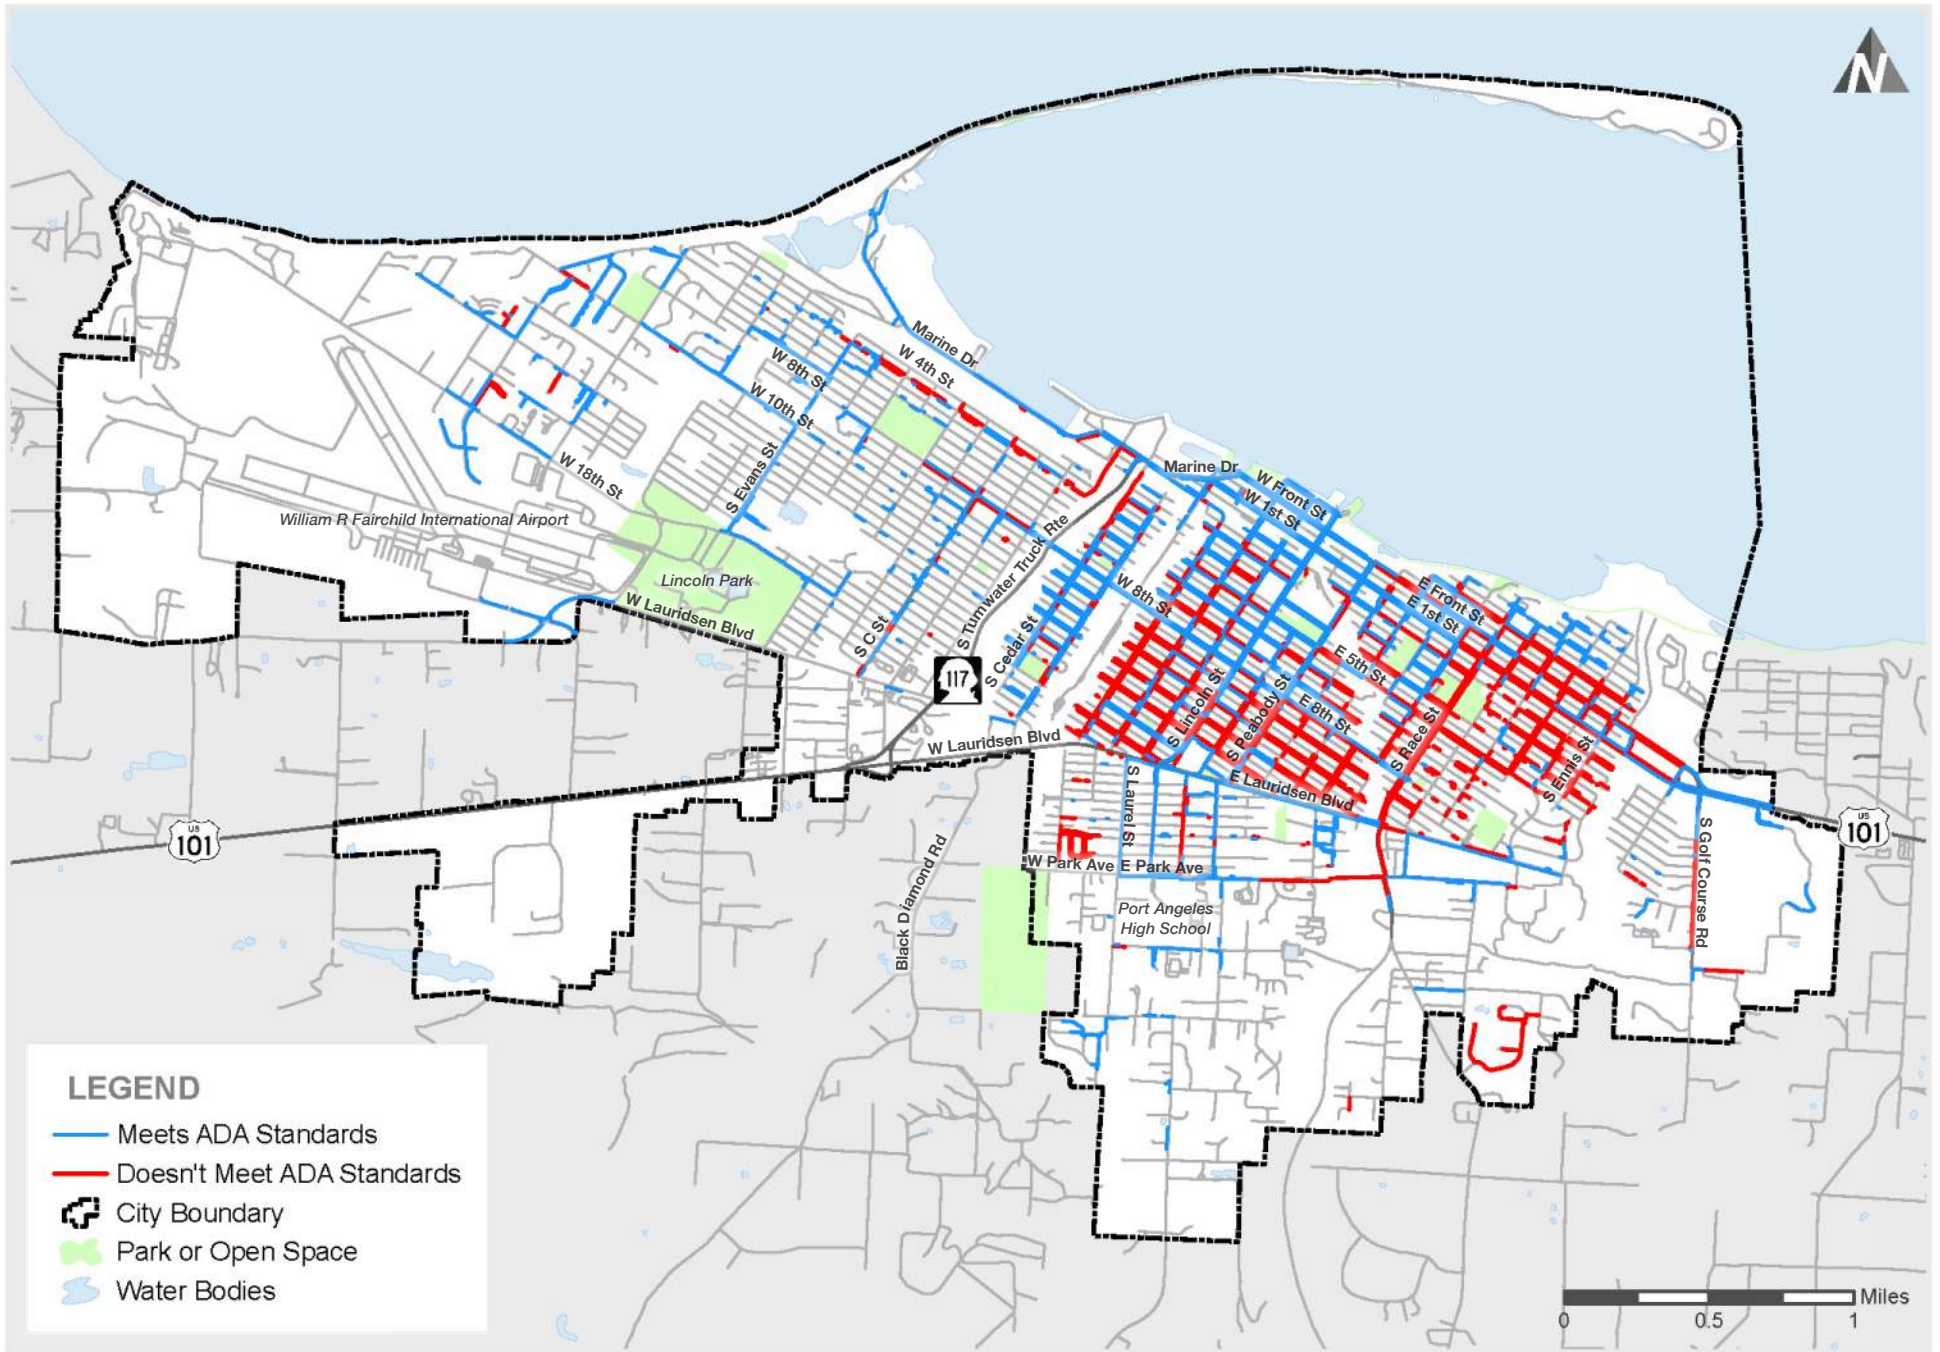 N
Marine Dr
W 4th St
W 8th St
W 10th St
S Evans St
W 18th St
Marine Dr
W Front St
W 1st St
William R Fairchild International Airport
Lincoln Park
W Lauridsen Blvd
S C St
S Tumwater Truck Rte
117
S Cedar St
W 8th St
E Front St
E 1st St
E 5th St
S Lincoln St
S Peabody St
E 8th St
S Race St
S Ennis St
W Lauridsen Blvd
E Lauridsen Blvd
S Laurel St
US
101
US
101
W Park Ave
E Park Ave
Black Diamond Rd
Port Angeles
High School
S Golf Course Rd
LEGEND
Meets ADA Standards
Doesn't Meet ADA Standards
City Boundary
Park or Open Space
Water Bodies
Miles
0
0.5
1